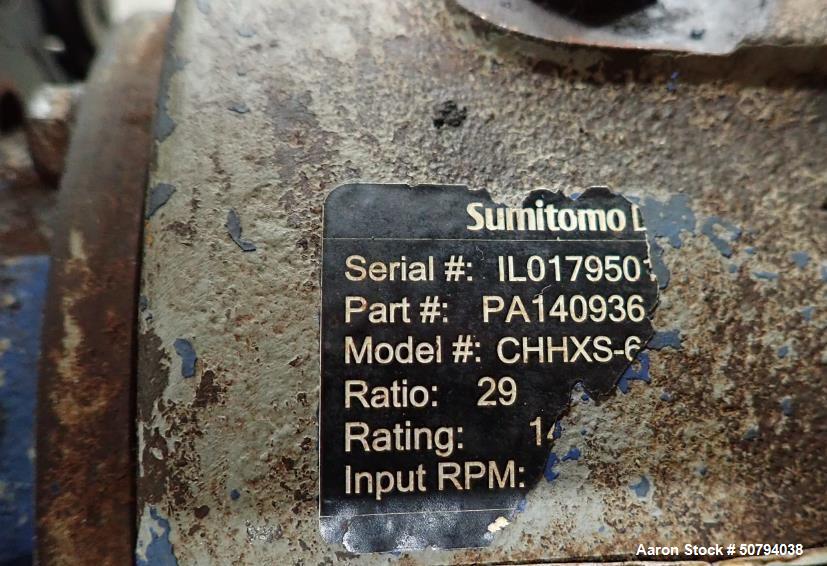 Sumitomo
Serial #: IL0179501
Part #: PA140936
Model #: CHHXS-6
Ratio: 29
Rating: 14
Input RPM:
Aaron Stock # 50794038